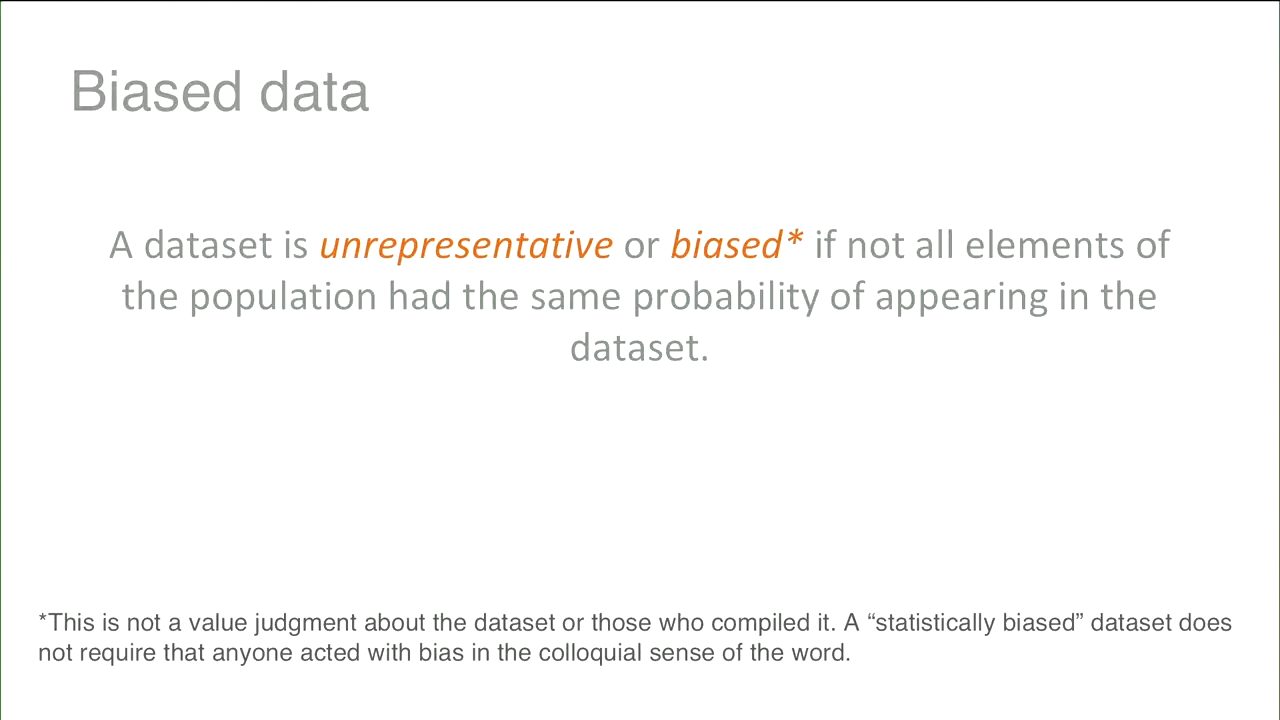 Biased data
A dataset is unrepresentative or biased* if not all elements of
the population had the same probability of appearing in the
dataset.
*This is not a value judgment about the dataset or those who compiled it. A “statistically biased” dataset does
not require that anyone acted with bias in the colloquial sense of the word.